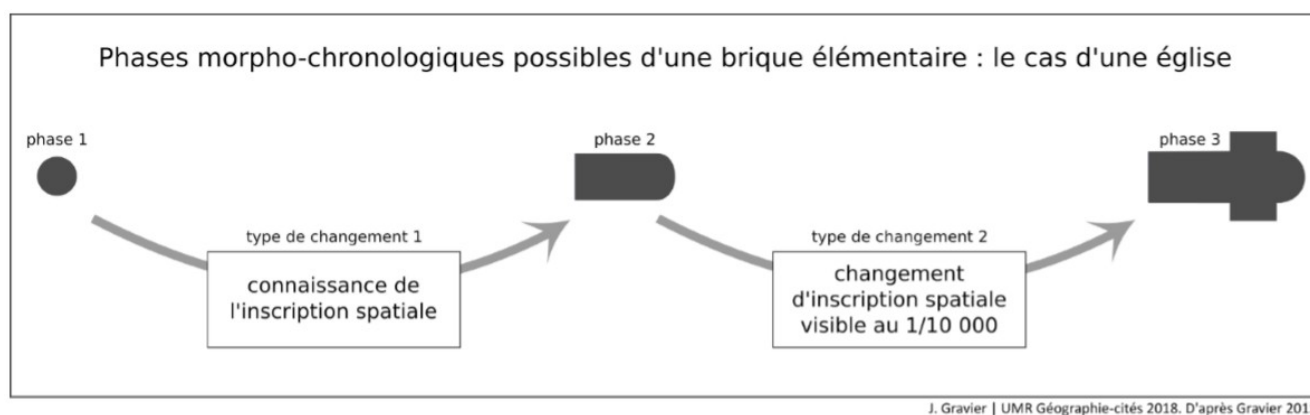 Phases morpho-chronologiques possibles d'une brique élémentaire : le cas d'une église
phase 1
phase 2
phase 3
type de changement 1
connaissance de
l'inscription spatiale
type de changement 2
changement
d'inscription spatiale
visible au 1/10 000
J. Gravier | UMR Géographie-cités 2018. D'après Gravier 201